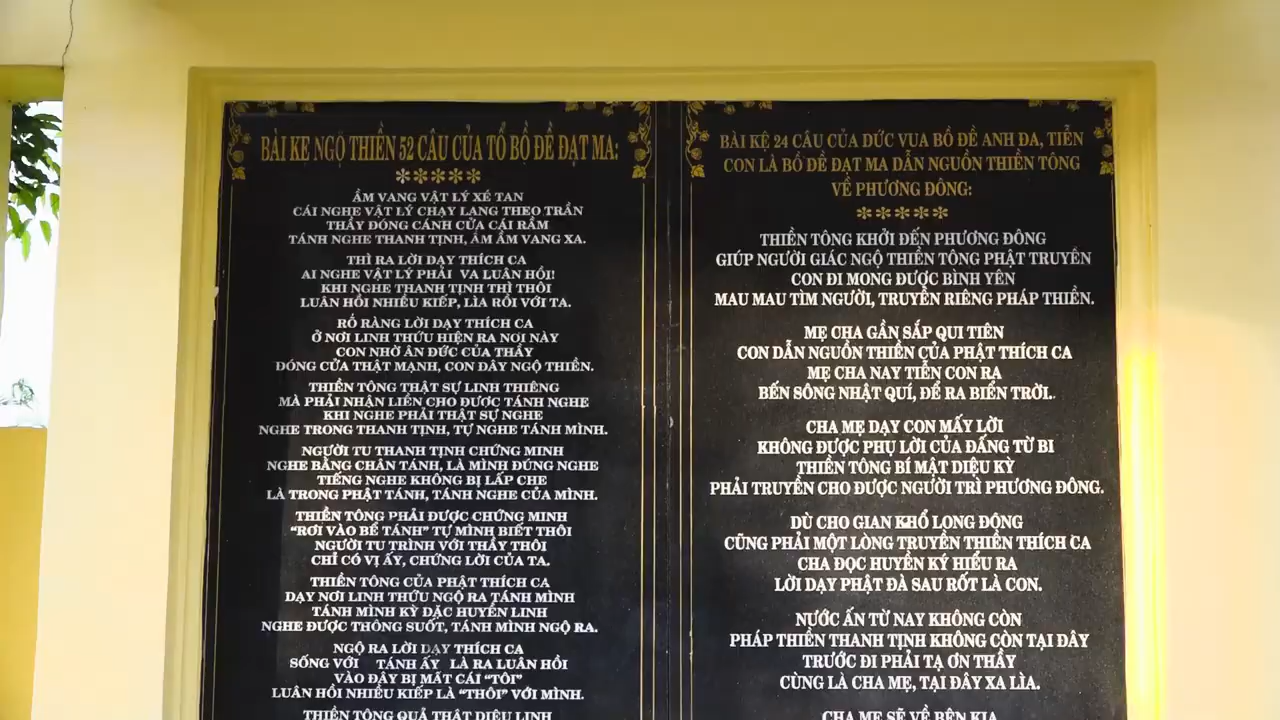 BÀI KỆ NGỘ THIỀN 52 CÂU CỦA TỔ BỒ ĐỀ ĐẠT MA:
ẦM VANG VẬT LÝ XÉ TAN
CÁI NGHE VẬT LÝ CHẠY LANG THEO TRẦN
THẦY ĐÓNG CÁNH CỬA CÁI RẦM
TÁNH NGHE THANH TỊNH, ẦM ẦM VANG XA.
THÌ RA LỜI DẠY THÍCH CA
AI NGHE VẬT LÝ PHẢI VA LUÂN HỒI!
KHI NGHE THANH TỊNH THÌ THÔI
LUÂN HỒI NHIỀU KIẾP, LÌA RỒI VỚI TA.
RỐ RÀNG LỜI DẠY THÍCH CA
Ở NƠI LINH THỨU HIỆN RA NƠI NÀY
CON NHỜ ÂN ĐỨC CỦA THẦY
ĐÓNG CỬA THẬT MẠNH, CON ĐÂY NGỘ THIỀN.
THIỀN TÔNG THẬT SỰ LINH THIÊNG
MÀ PHẢI NHẬN LIỀN CHO ĐƯỢC TÁNH NGHE
KHI NGHE PHẢI THẬT SỰ NGHE
NGHE TRONG THANH TỊNH, TỰ NGHE TÁNH MÌNH.
NGƯỜI TU THANH TỊNH CHỨNG MINH
NGHE BẰNG CHÂN TÁNH, LÀ MÌNH ĐÚNG NGHE
TIẾNG NGHE KHÔNG BỊ LẤP CHE
LÀ TRONG PHẬT TÁNH, TÁNH NGHE CỦA MÌNH.
THIỀN TÔNG PHẢI ĐƯỢC CHỨNG MINH
“RƠI VÀO BỂ TÁNH” TỰ MÌNH BIẾT THÔI
NGƯỜI TU TRÌNH VỚI THẦY THÔI
CHỈ CÓ VỊ ẤY, CHỨNG LỜI CỦA TA.
THIỀN TÔNG CỦA PHẬT THÍCH CA
DẠY NƠI LINH THỨU NGỘ RA TÁNH MÌNH
TÁNH MÌNH KỲ ĐẶC HUYỀN LINH
NGHE ĐƯỢC THÔNG SUỐT, TÁNH MÌNH NGỘ RA.
NGỘ RA LỜI DẠY THÍCH CA
SỐNG VỚI TÁNH ẤY LÀ RA LUÂN HỒI
VÀO ĐÂY BỊ MẤT CÁI “TÔI”
LUÂN HỒI NHIỀU KIẾP LÀ “THÔI” VỚI MÌNH.
THIỀN TÔNG QUẢ THẬT DIỆU LINH
BÀI KỆ 24 CÂU CỦA ĐỨC VUA BỒ ĐỀ ANH ĐA, TIỄN
CON LÀ BỒ ĐỀ ĐẠT MA DẪN NGUỒN THIỀN TÔNG
VỀ PHƯƠNG ĐÔNG:
THIỀN TÔNG KHỞI ĐẾN PHƯƠNG ĐÔNG
GIÚP NGƯỜI GIÁC NGỘ THIỀN TÔNG PHẬT TRUYỀN
CON ĐI MONG ĐƯỢC BÌNH YÊN
MAU MAU TÌM NGƯỜI, TRUYỀN RIÊNG PHÁP THIỀN.
MẸ CHA GẦN SẮP QUI TIÊN
CON DẪN NGUỒN THIỀN CỦA PHẬT THÍCH CA
MẸ CHA NAY TIỄN CON RA
BẾN SÔNG NHẬT QUÍ, ĐỂ RA BIỂN TRỜI.
CHA MẸ DẠY CON MẤY LỜI
KHÔNG ĐƯỢC PHỤ LỜI CỦA ĐẤNG TỪ BI
THIỀN TÔNG BÍ MẬT DIỆU KỲ
PHẢI TRUYỀN CHO ĐƯỢC NGƯỜI TRÌ PHƯƠNG ĐÔNG.
DÙ CHO GIAN KHỔ LONG ĐỘNG
CŨNG PHẢI MỘT LÒNG TRUYỀN THIỀN THÍCH CA
CHA ĐỌC HUYỀN KÝ HIỂU RA
LỜI DẠY PHẬT ĐÀ SAU RỐT LÀ CON.
NƯỚC ẤN TỪ NAY KHÔNG CÒN
PHÁP THIỀN THANH TỊNH KHÔNG CÒN TẠI ĐÂY
TRƯỚC ĐI PHẢI TẠ ƠN THẦY
CÙNG LÀ CHA MẸ, TẠI ĐÂY XA LÌA.
CHA MẸ SẼ VỀ BÊN KIA